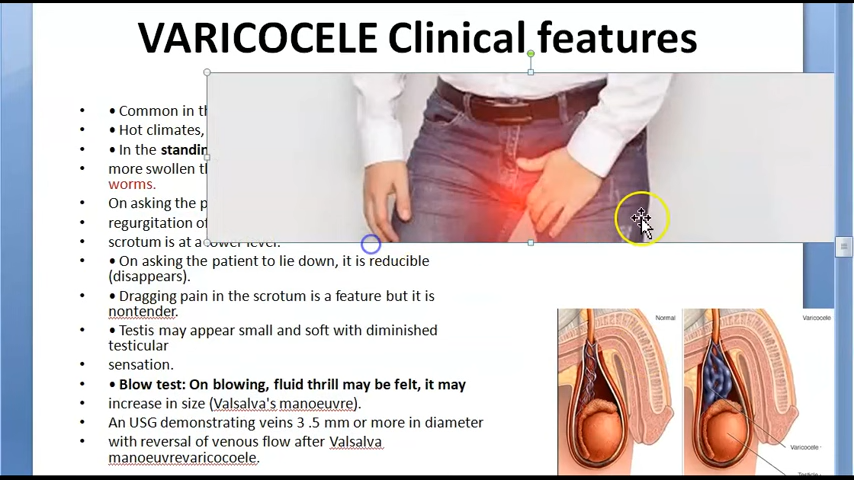 VARICOCELE Clinical features
• • Common in th
• • Hot climates,
• • In the standin
• more swollen th
worms.
• On asking the p
• regurgitation of
• scrotum is at a lower level.
• • On asking the patient to lie down, it is reducible
(disappears).
• • Dragging pain in the scrotum is a feature but it is
nontender.
• • Testis may appear small and soft with diminished
testicular
• sensation.
• • Blow test: On blowing, fluid thrill may be felt, it may
• increase in size (Valsalva's manoeuvre).
• An USG demonstrating veins 3 .5 mm or more in diameter
• with reversal of venous flow after Valsalva
manoeuvrevaricocoele.
Normal
Varicocele
Varicocele
Testicle